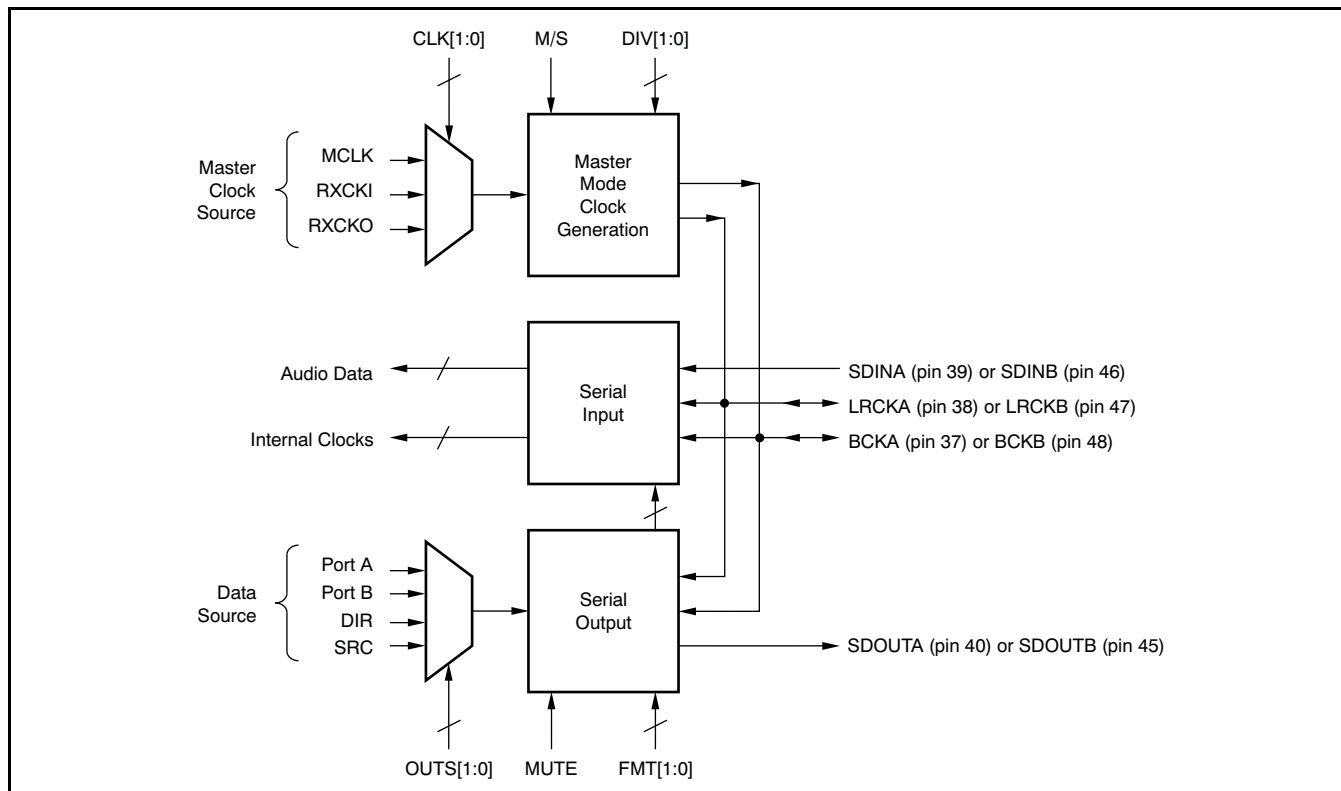 CLK[1:0] M/S DIV[1:0]
Master
Clock
Source
MCLK
RXCKI
RXCKO
Master
Mode
Clock
Generation
Audio Data
Internal Clocks
Serial
Input
SDINA (pin 39) or SDINB (pin 46)
LRCKA (pin 38) or LRCKB (pin 47)
BCKA (pin 37) or BCKB (pin 48)
Data
Source
Port A
Port B
DIR
SRC
Serial
Output
SDOUTA (pin 40) or SDOUTB (pin 45)
OUTS[1:0] MUTE FMT[1:0]